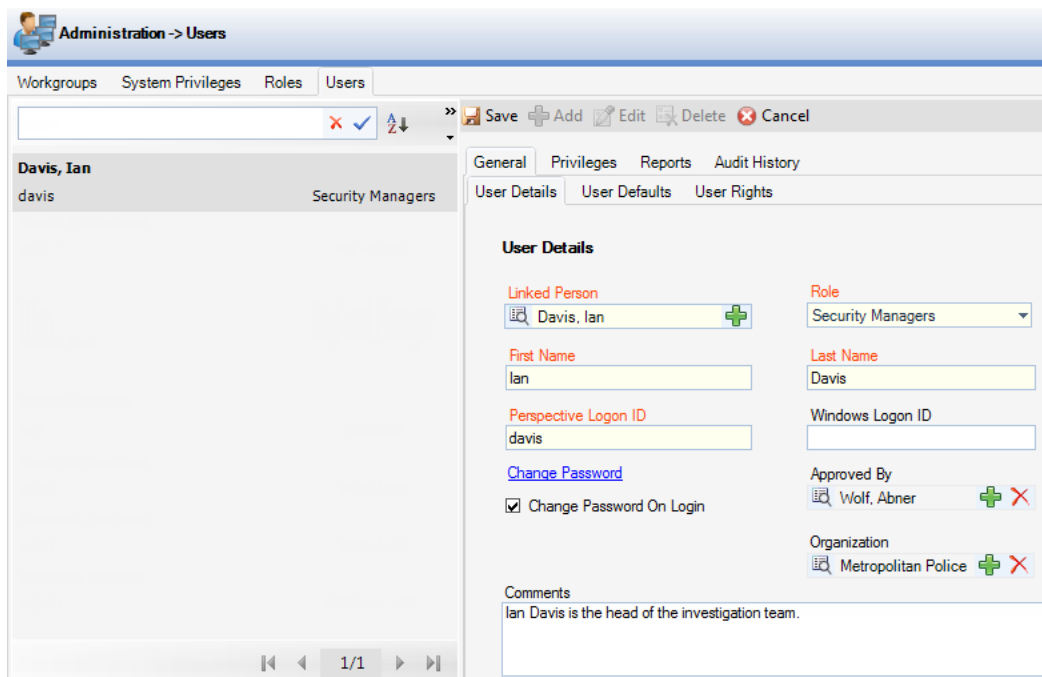 Administration -> Users
Workgroups System Privileges Roles Users
Save Add Edit Delete Cancel
Davis, Ian
davis Security Managers
General Privileges Reports Audit History
User Details User Defaults User Rights
User Details
Linked Person Role
Davis, Ian Security Managers
First Name Last Name
Ian Davis
Perspective Logon ID Windows Logon ID
davis
Change Password Approved By
Change Password On Login Wolf, Abner
Organization
Metropolitan Police
Comments
Ian Davis is the head of the investigation team.
1/1